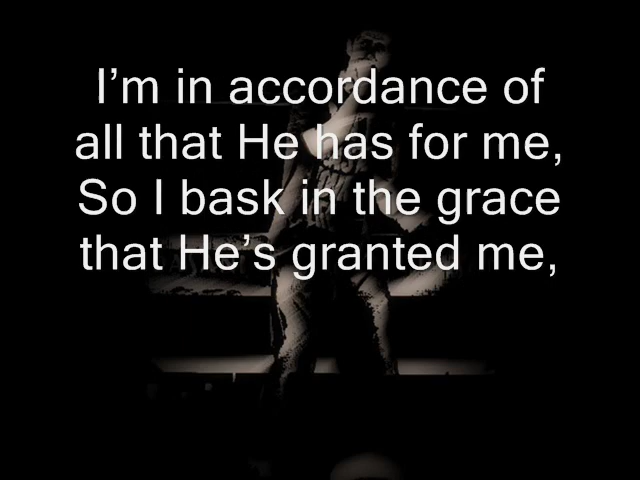 I’m in accordance of
all that He has for me,
So I bask in the grace
that He’s granted me,